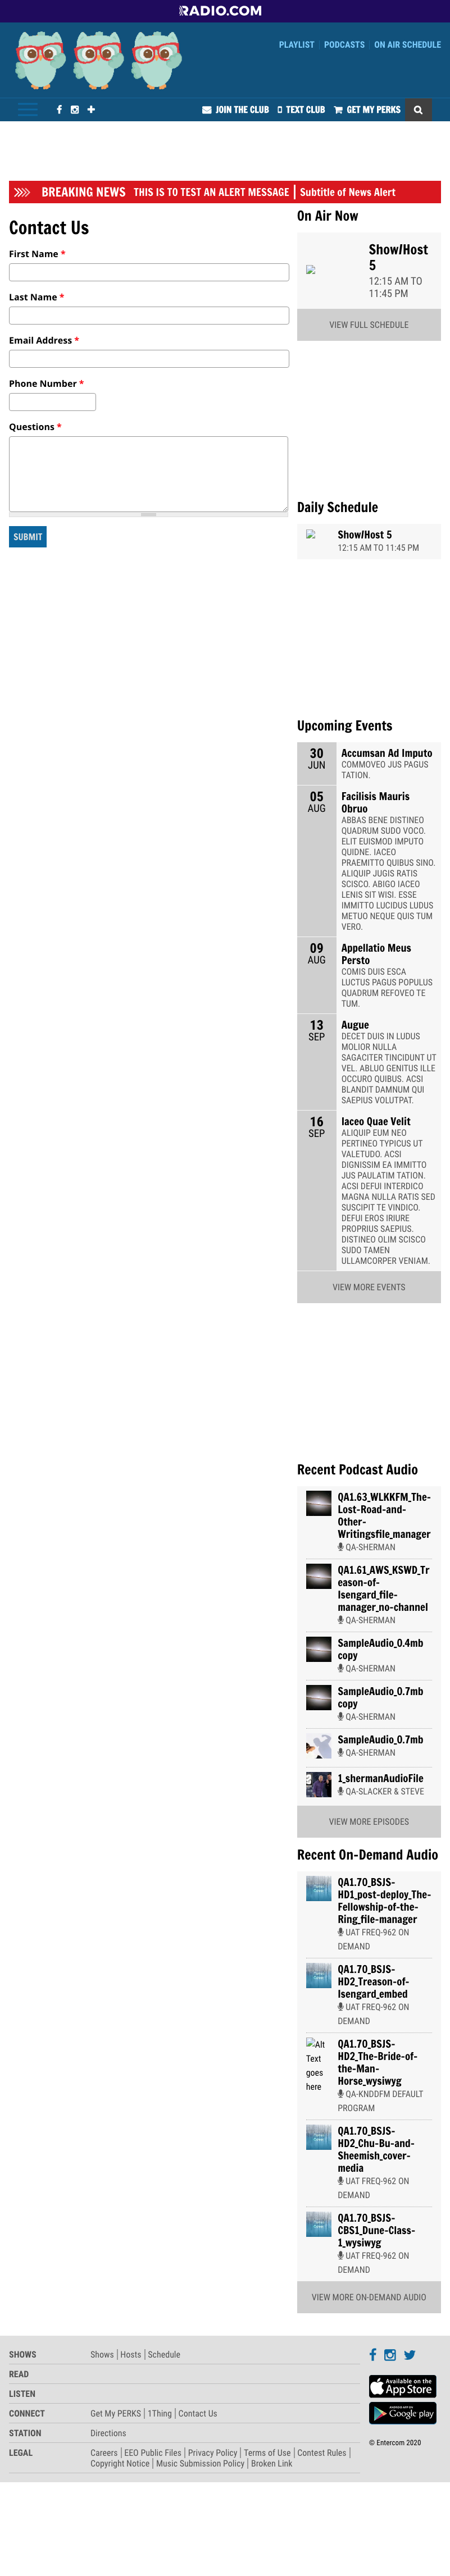 RADIO.COM
PLAYLIST PODCASTS ON AIR SCHEDULE
JOIN THE CLUB TEXT CLUB GET MY PERKS
BREAKING NEWS THIS IS TO TEST AN ALERT MESSAGE | Subtitle of News Alert
Contact Us
First Name *
Last Name *
Email Address *
Phone Number *
Questions *
SUBMIT
On Air Now
Show/Host
5
12:15 AM TO
11:45 PM
VIEW FULL SCHEDULE
Daily Schedule
Show/Host 5
12:15 AM TO 11:45 PM
Upcoming Events
30
JUN
Accumsan Ad Imputo
COMMOVEO JUS PAGUS
TATION.
05
AUG
Facilisis Mauris
Obruo
ABBAS BENE DISTINEO
QUADRUM SUDO VOCO.
ELIT EUISMOD IMPUTO
QUIDNE. IACEO
PRAEMITTO QUIBUS SINO.
ALIQUIP JUGIS RATIS
SCISCO. ABIGO IACEO
LENIS SIT WISI. ESSE
IMMITTO LUCIDUS LUDUS
METUO NEQUE QUIS TUM
VERO.
09
AUG
Appellatio Meus
Persto
COMIS DUIS ESCA
LUCTUS PAGUS POPULUS
QUADRUM REFOVEO TE
TUM.
13
SEP
Augue
DECET DUIS IN LUDUS
MOLIOR NULLA
SAGACITER TINCIDUNT UT
VEL. ABLUO GENITUS ILLE
OCCURO QUIBUS. ACSI
BLANDIT DAMNUM QUI
SAEPIUS VOLUTPAT.
16
SEP
Iaceo Quae Velit
ALIQUIP EUM NEO
PERTINEO TYPICUS UT
VALETUDO. ACSI
DIGNISSIM EA IMMITTO
JUS PAULATIM TATION.
ACSI DEFUI INTERDICO
MAGNA NULLA RATIS SED
SUSCIPIT TE VINDICO.
DEFUI EROS IRIURE
PROPRIUS SAEPIUS.
DISTINEO OLIM SCISCO
SUDO TAMEN
ULLAMCORPER VENIAM.
VIEW MORE EVENTS
Recent Podcast Audio
QA1.63_WLKKFM_The-
Lost-Road-and-
Other-
Writingsfile_manager
QA-SHERMAN
QA1.61_AWS_KSWD_Tr
eason-of-
Isengard_file-
manager_no-channel
QA-SHERMAN
SampleAudio_0.4mb
copy
QA-SHERMAN
SampleAudio_0.7mb
copy
QA-SHERMAN
SampleAudio_0.7mb
QA-SHERMAN
1_shermanAudioFile
QA-SLACKER & STEVE
VIEW MORE EPISODES
Recent On-Demand Audio
QA1.70_BSJS-
HD1_post-deploy_The-
Fellowship-of-the-
Ring_file-manager
UAT FREQ-962 ON
DEMAND
QA1.70_BSJS-
HD2_Treason-of-
Isengard_embed
UAT FREQ-962 ON
DEMAND
Alt
Text
goes
here
QA1.70_BSJS-
HD2_The-Bride-of-
the-Man-
Horse_wysiwyg
QA-KNDDFM DEFAULT
PROGRAM
QA1.70_BSJS-
HD2_Chu-Bu-and-
Sheemish_cover-
media
UAT FREQ-962 ON
DEMAND
QA1.70_BSJS-
CBS1_Dune-Class-
1_wysiwyg
UAT FREQ-962 ON
DEMAND
VIEW MORE ON-DEMAND AUDIO
SHOWS Shows | Hosts | Schedule
READ
LISTEN
CONNECT Get My PERKS | 1Thing | Contact Us
STATION Directions
LEGAL Careers | EEO Public Files | Privacy Policy | Terms of Use | Contest Rules |
Copyright Notice | Music Submission Policy | Broken Link
Available on the
App Store
ANDROID APP ON
Google play
© Entercom 2020